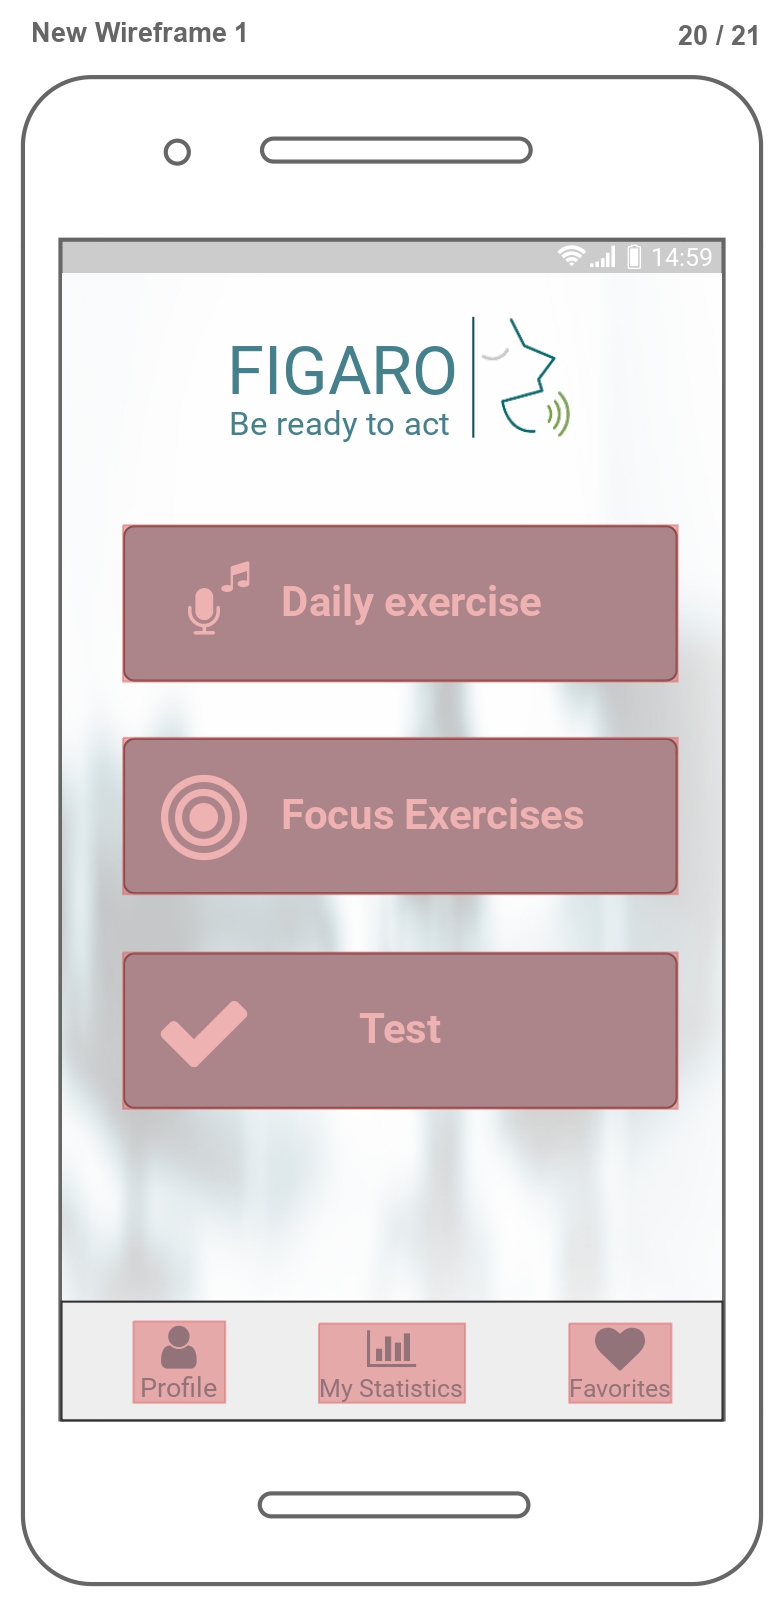 New Wireframe 1
20 / 21
14:59
FIGARO
Be ready to act
Daily exercise
Focus Exercises
Test
Profile
My Statistics
Favorites